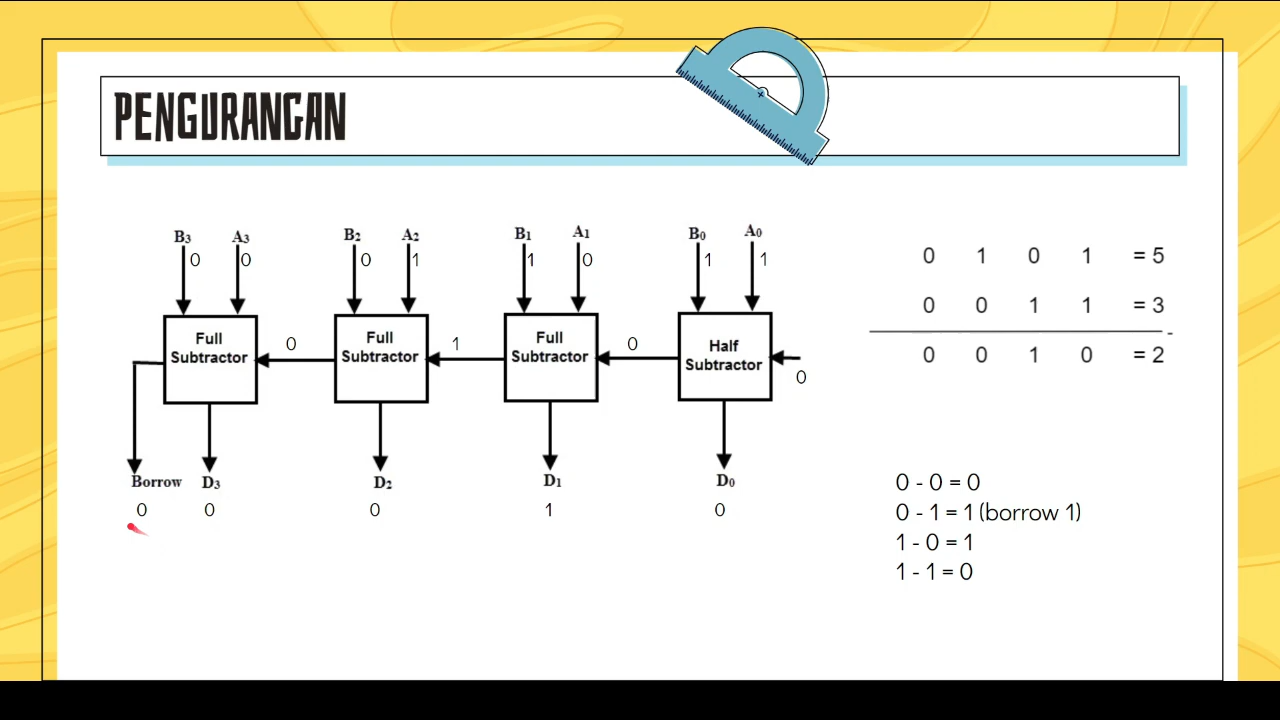 PENGURANGAN
B3 A3 B2 A2 B1 A1 B0 A0
0 0 0 1 1 0 1 1
Full Subtractor
0
Full Subtractor
1
Full Subtractor
0
Half Subtractor
0
Borrow D3 D2 D1 D0
0 0 0 1 0
0 1 0 1 = 5
0 0 1 1 = 3
-
0 0 1 0 = 2
0 - 0 = 0
0 - 1 = 1 (borrow 1)
1 - 0 = 1
1 - 1 = 0